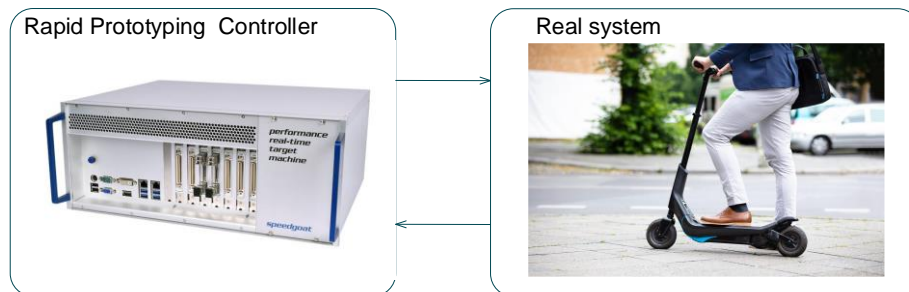 Rapid Prototyping Controller
Real system
performance
real-time
target
machine
speedgoat